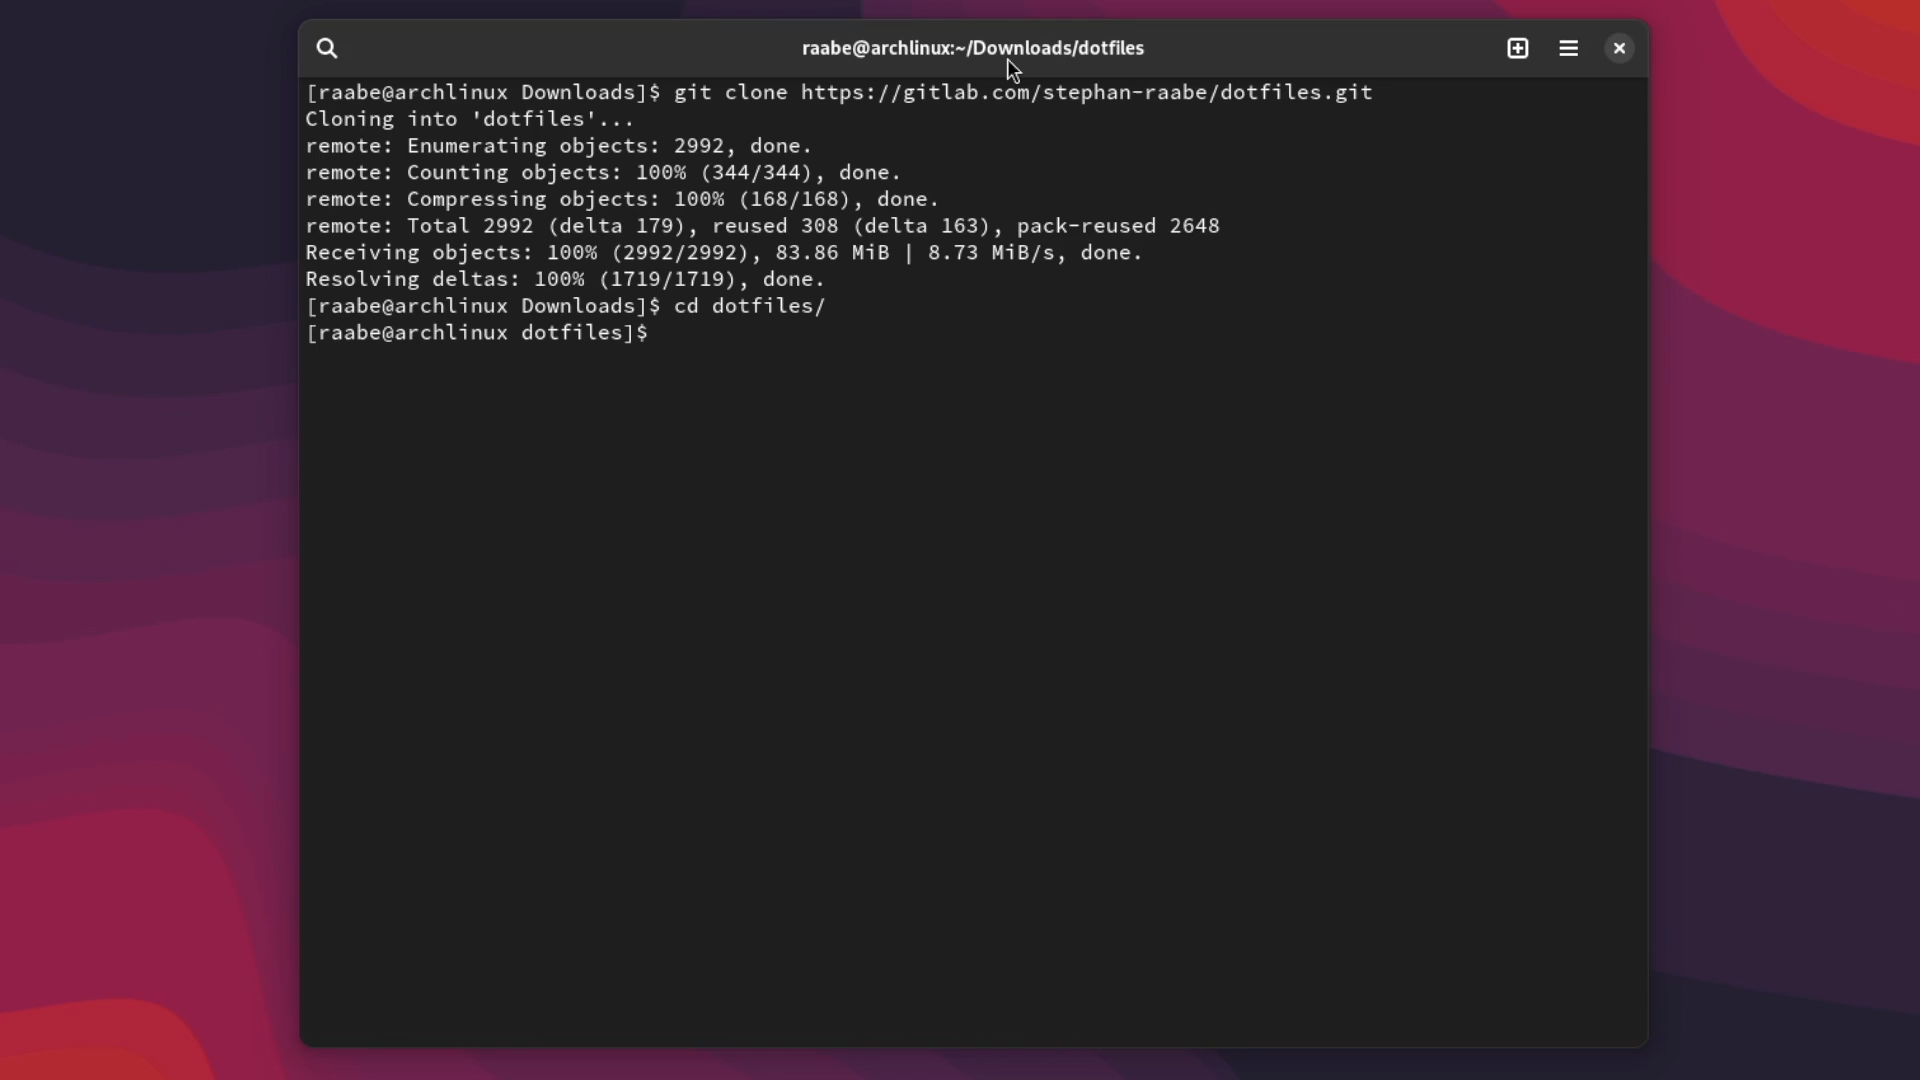 raabe@archlinux:~/Downloads/dotfiles
[raabe@archlinux Downloads]$ git clone https://gitlab.com/stephan-raabe/dotfiles.git
Cloning into 'dotfiles'...
remote: Enumerating objects: 2992, done.
remote: Counting objects: 100% (344/344), done.
remote: Compressing objects: 100% (168/168), done.
remote: Total 2992 (delta 179), reused 308 (delta 163), pack-reused 2648
Receiving objects: 100% (2992/2992), 83.86 MiB | 8.73 MiB/s, done.
Resolving deltas: 100% (1719/1719), done.
[raabe@archlinux Downloads]$ cd dotfiles/
[raabe@archlinux dotfiles]$